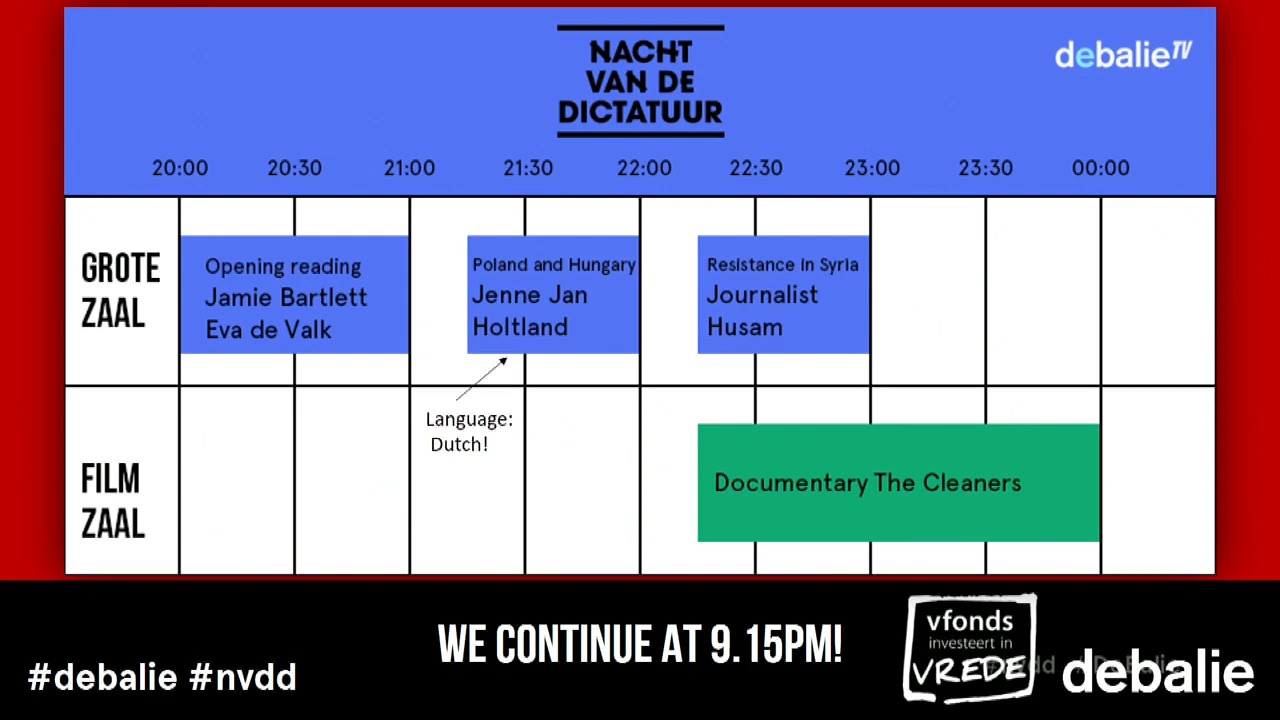 NACHT
VAN DE
DICTATUUR
debalieTV
20:00 20:30 21:00 21:30 22:00 22:30 23:00 23:30 00:00
GROTE
ZAAL
Opening reading
Jamie Bartlett
Eva de Valk
Poland and Hungary
Jenne Jan
Holtland
Resistance in Syria
Journalist
Husam
Language:
Dutch!
FILM
ZAAL
Documentary The Cleaners
WE CONTINUE AT 9.15PM!
#debalie #nvdd
vfonds
investeert in
VREDE
debalie